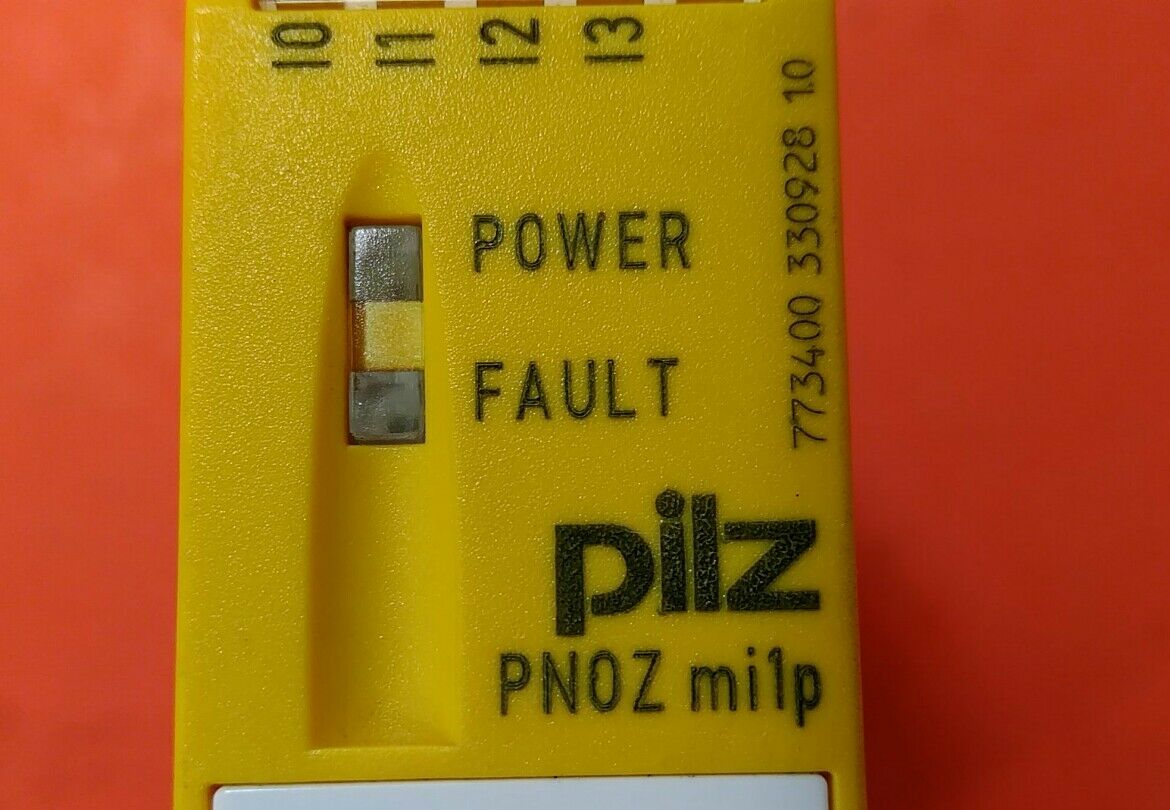 I0 I1 I2 I3
773400 330928 1.0
POWER
FAULT
pilz
PNOZ mi1p